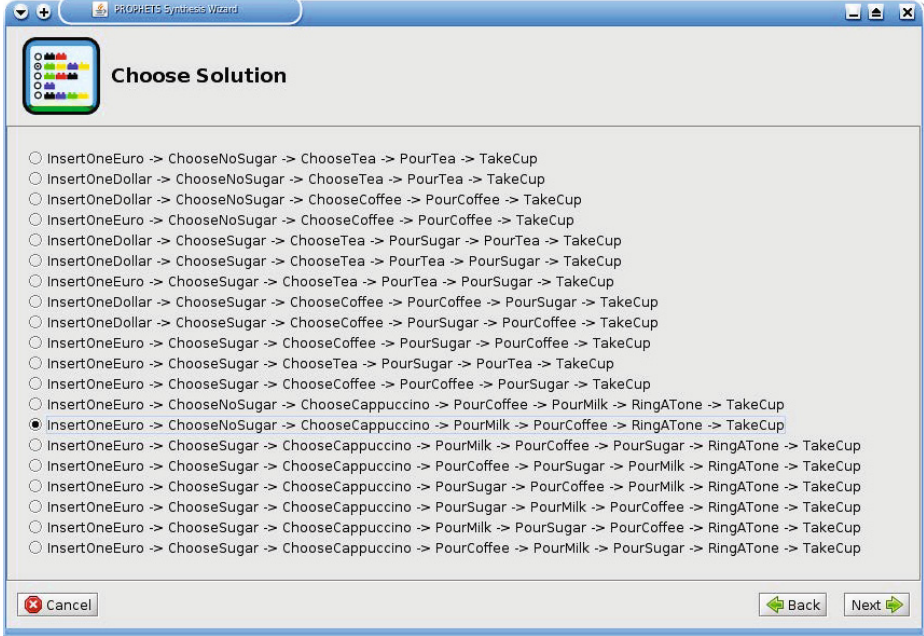 PROPHETS Synthesis Wizard
Choose Solution
InsertOneEuro -> ChooseNoSugar -> ChooseTea -> PourTea -> TakeCup
InsertOneDollar -> ChooseNoSugar -> ChooseTea -> PourTea -> TakeCup
InsertOneDollar -> ChooseNoSugar -> ChooseCoffee -> PourCoffee -> TakeCup
InsertOneEuro -> ChooseNoSugar -> ChooseCoffee -> PourCoffee -> TakeCup
InsertOneDollar -> ChooseSugar -> ChooseTea -> PourSugar -> PourTea -> TakeCup
InsertOneDollar -> ChooseSugar -> ChooseTea -> PourTea -> PourSugar -> TakeCup
InsertOneEuro -> ChooseSugar -> ChooseTea -> PourTea -> PourSugar -> TakeCup
InsertOneDollar -> ChooseSugar -> ChooseCoffee -> PourCoffee -> PourSugar -> TakeCup
InsertOneDollar -> ChooseSugar -> ChooseCoffee -> PourSugar -> PourCoffee -> TakeCup
InsertOneEuro -> ChooseSugar -> ChooseCoffee -> PourSugar -> PourCoffee -> TakeCup
InsertOneEuro -> ChooseSugar -> ChooseTea -> PourSugar -> PourTea -> TakeCup
InsertOneEuro -> ChooseSugar -> ChooseCoffee -> PourCoffee -> PourSugar -> TakeCup
InsertOneEuro -> ChooseNoSugar -> ChooseCappuccino -> PourCoffee -> PourMilk -> RingATone -> TakeCup
InsertOneEuro -> ChooseNoSugar -> ChooseCappuccino -> PourMilk -> PourCoffee -> RingATone -> TakeCup
InsertOneEuro -> ChooseSugar -> ChooseCappuccino -> PourMilk -> PourCoffee -> PourSugar -> RingATone -> TakeCup
InsertOneEuro -> ChooseSugar -> ChooseCappuccino -> PourCoffee -> PourSugar -> PourMilk -> RingATone -> TakeCup
InsertOneEuro -> ChooseSugar -> ChooseCappuccino -> PourSugar -> PourCoffee -> PourMilk -> RingATone -> TakeCup
InsertOneEuro -> ChooseSugar -> ChooseCappuccino -> PourSugar -> PourMilk -> PourCoffee -> RingATone -> TakeCup
InsertOneEuro -> ChooseSugar -> ChooseCappuccino -> PourMilk -> PourSugar -> PourCoffee -> RingATone -> TakeCup
InsertOneEuro -> ChooseSugar -> ChooseCappuccino -> PourCoffee -> PourMilk -> PourSugar -> RingATone -> TakeCup
Cancel Back Next